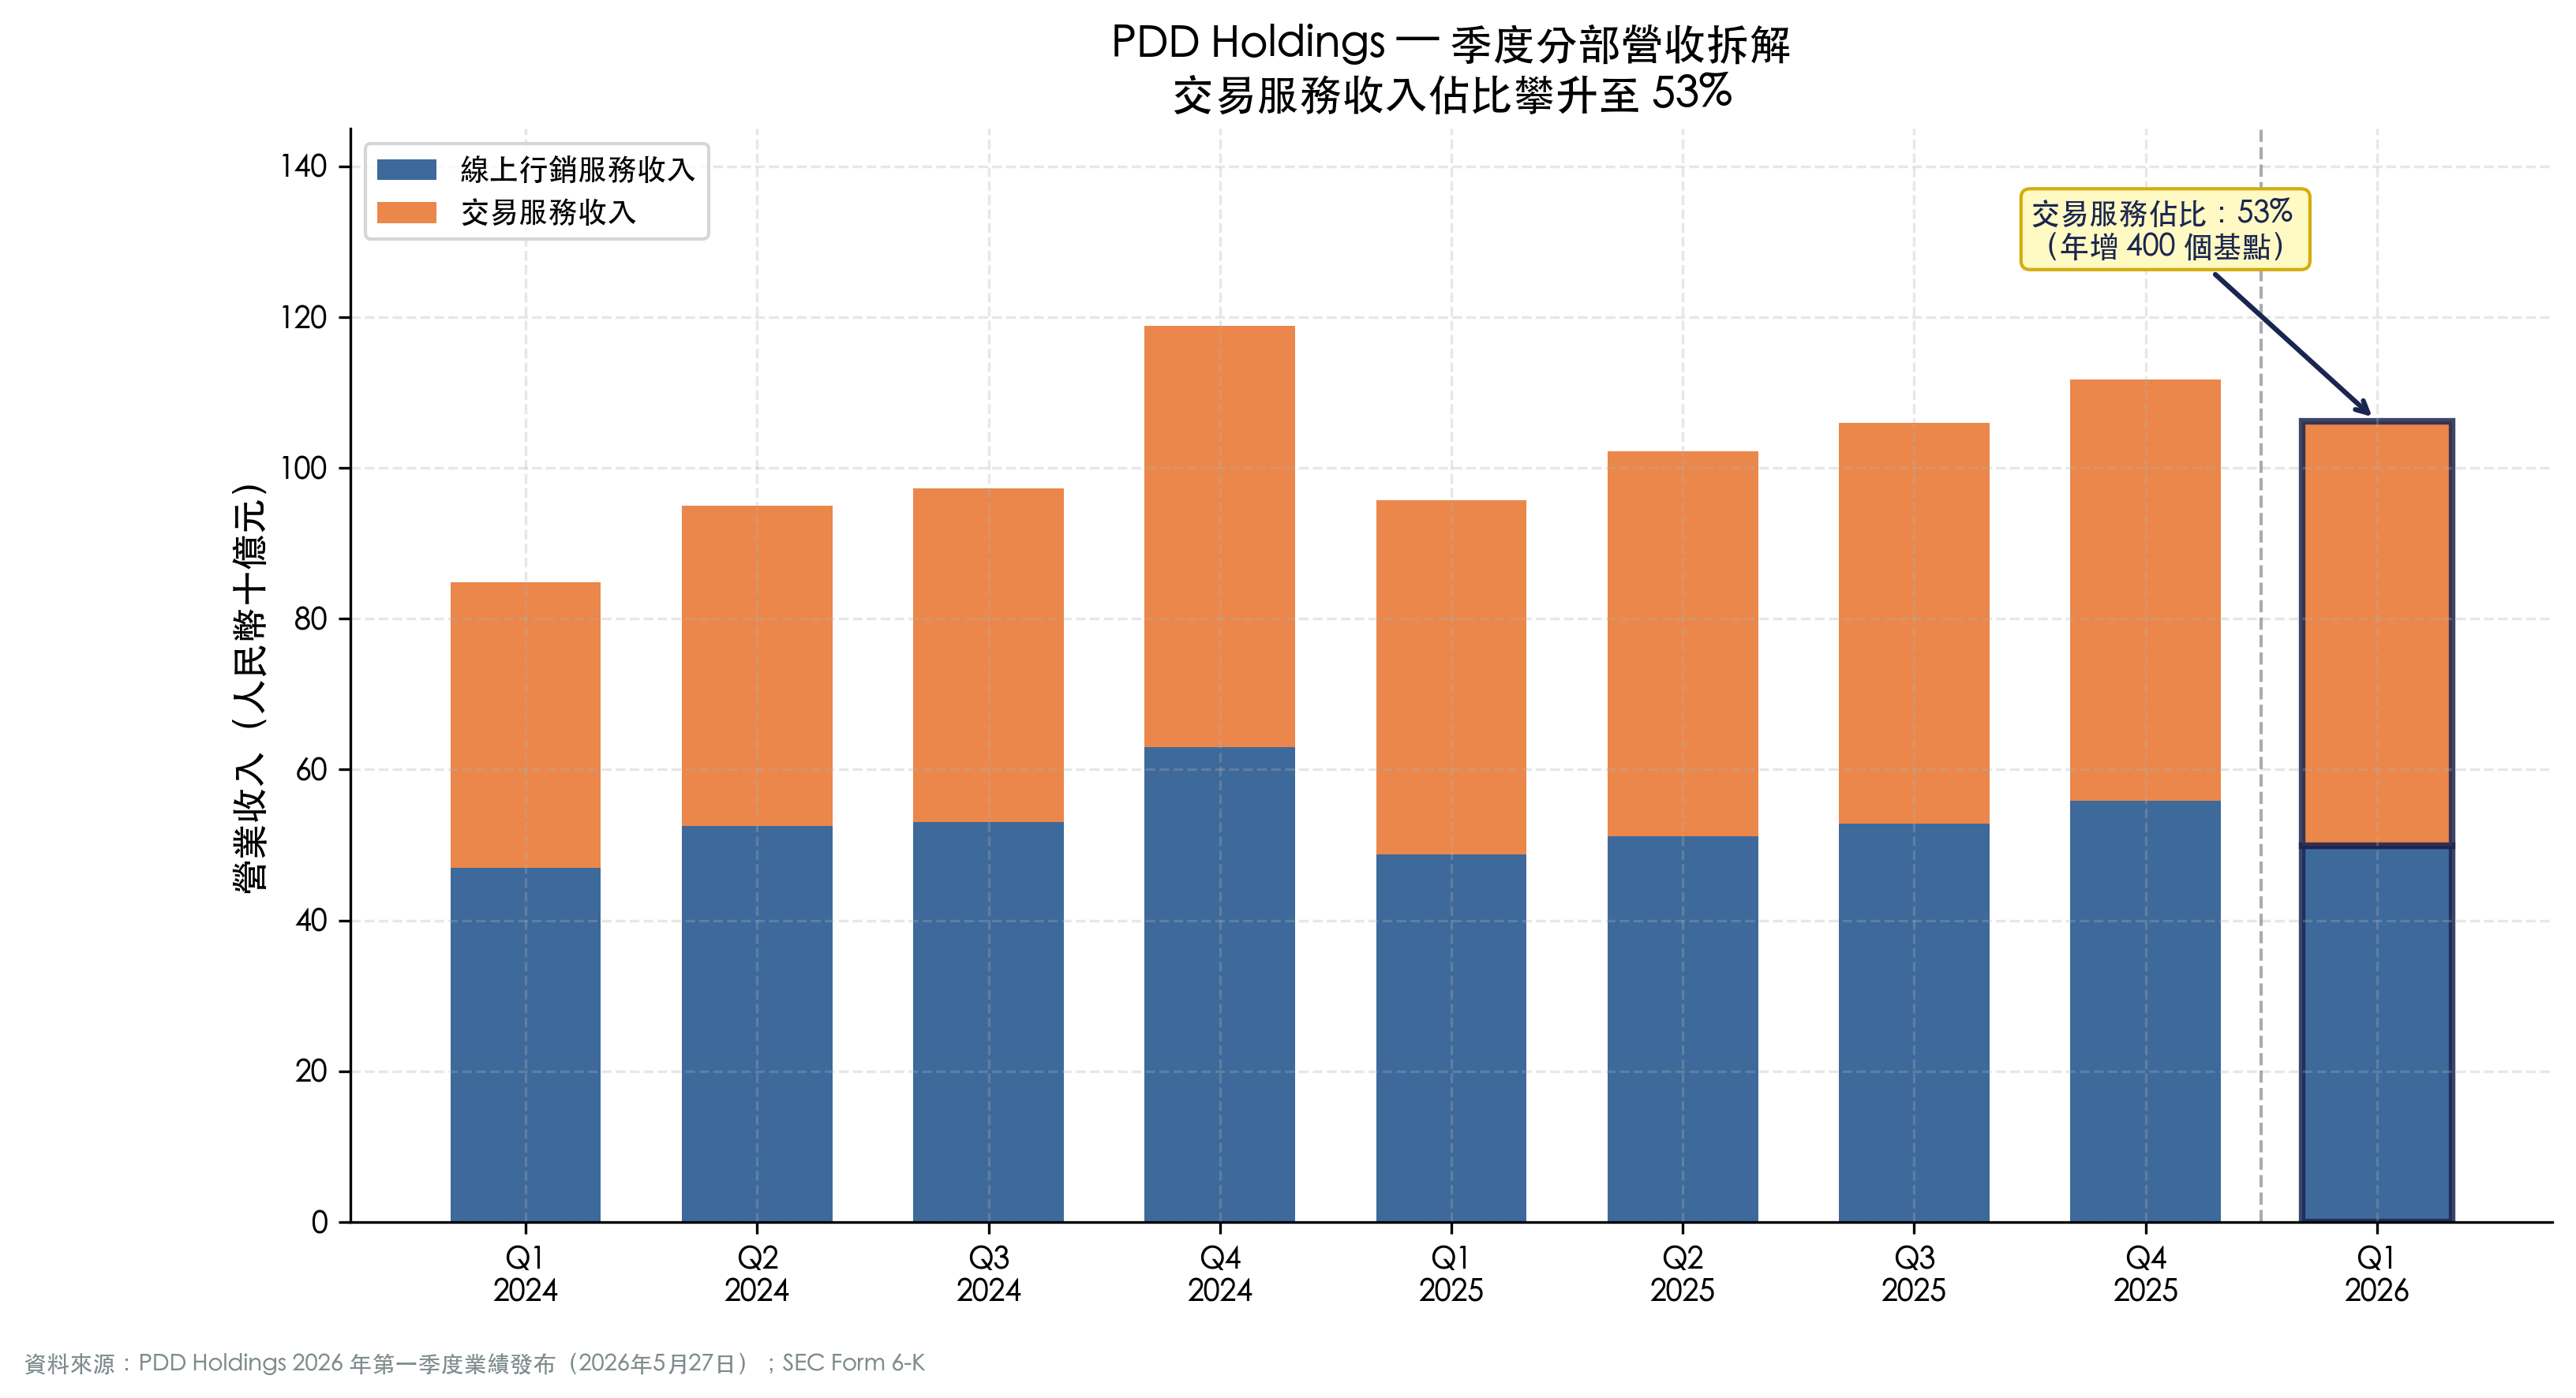 PDD Holdings — 季度分部營收拆解
交易服務收入佔比攀升至 53%
線上行銷服務收入
交易服務收入
交易服務佔比：53%
（年增 400 個基點）
營業收入（人民幣十億元）
140
120
100
80
60
40
20
0
Q1
2024
Q2
2024
Q3
2024
Q4
2024
Q1
2025
Q2
2025
Q3
2025
Q4
2025
Q1
2026
資料來源：PDD Holdings 2026 年第一季度業績發布（2026年5月27日）；SEC Form 6-K